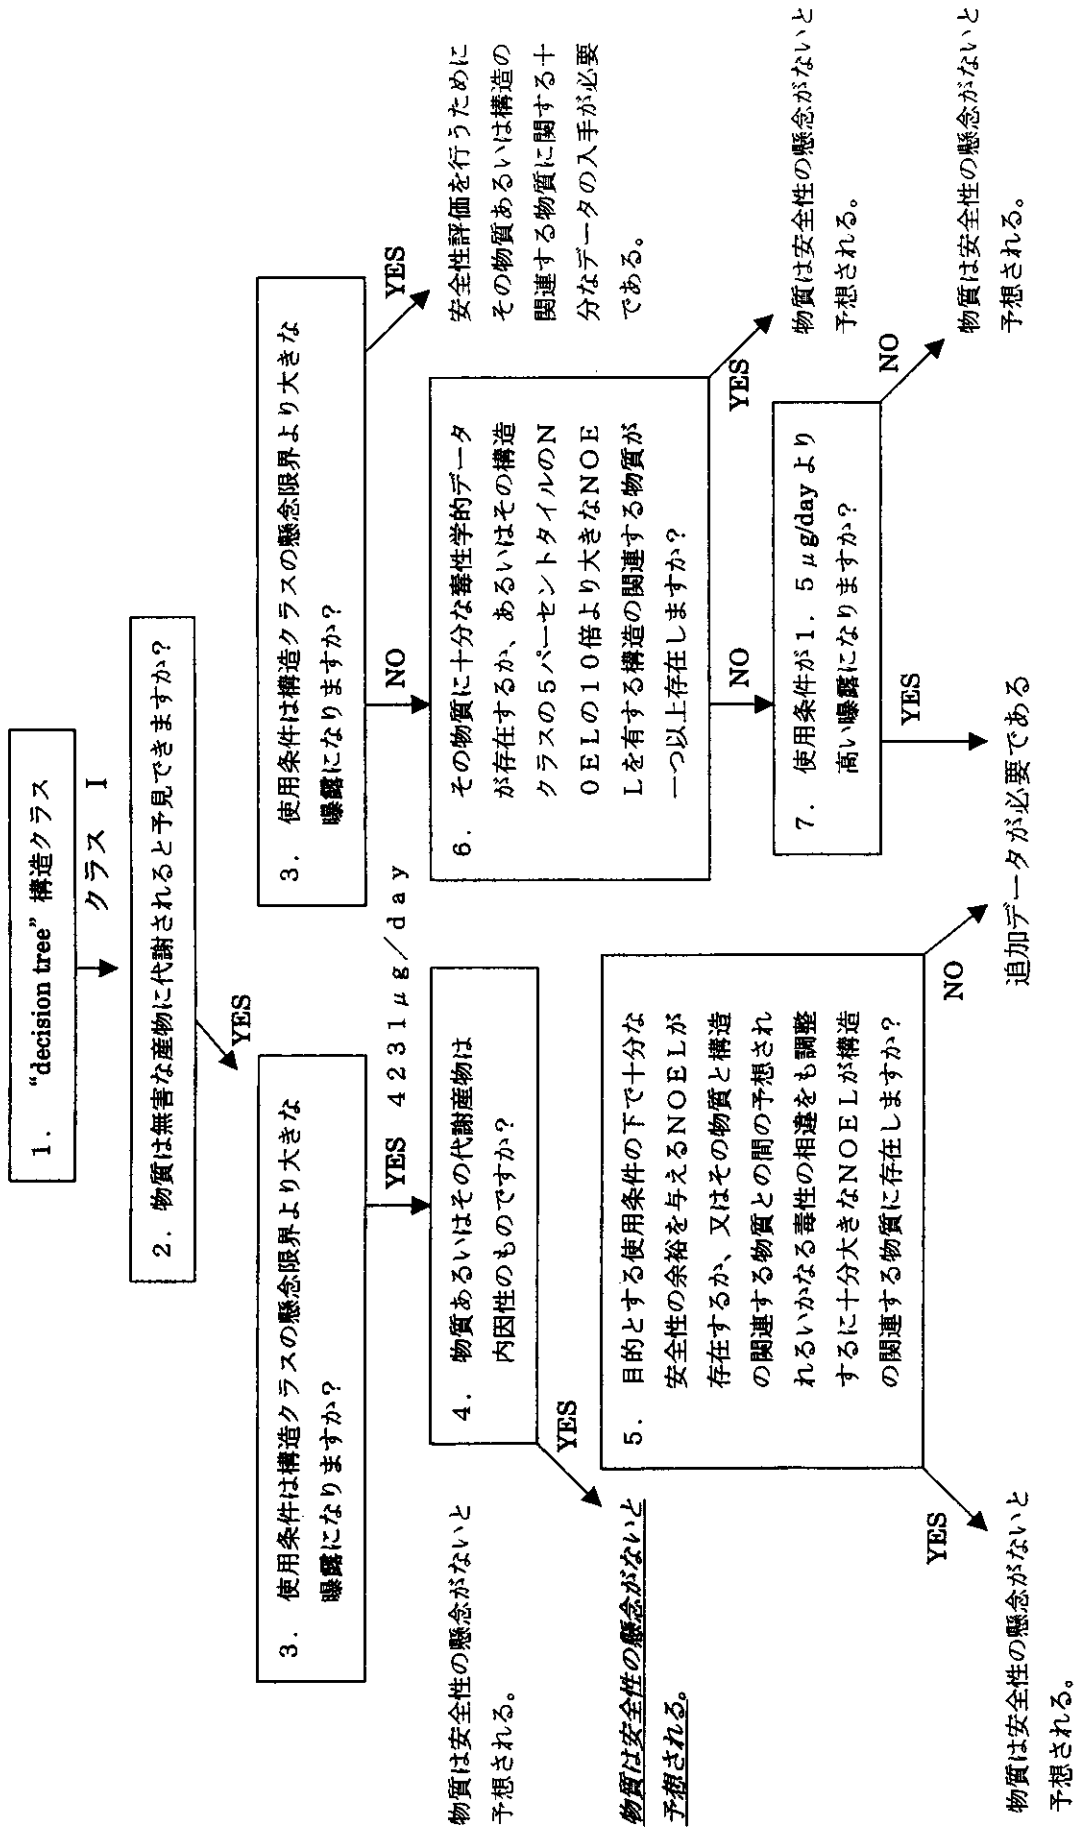 1． “decision tree” 構造クラス
クラス　I
2．物質は無害な産物に代謝されると予見できますか?
YES
3．使用条件は構造クラスの懸念限界より大きな
曝露になりますか?
YES　4231μg／day
物質は安全性の懸念がないと
予想される。
4．物質あるいはその代謝産物は
内因性のものですか?
YES
物質は安全性の懸念がないと
予想される。
5．目的とする使用条件の下で十分な
安全性の余裕を与えるNOELが
存在するか、又はその物質と構造
の関連する物質との間の予想され
れるいかなる毒性の相違をも調整
するに十分大きなNOELが構造
の関連する物質に存在しますか?
YES
物質は安全性の懸念がないと
予想される。
NO
追加データが必要である
3．使用条件は構造クラスの懸念限界より大きな
曝露になりますか?
YES
安全性評価を行うために
その物質あるいは構造の
関連する物質に関する十
分なデータの入手が必要
である。
NO
6．その物質に十分な毒性学的データ
が存在するか、あるいはその構造
クラスの5パーセントタイルのN
OELの10倍より大きなNOE
Lを有する構造の関連する物質が
一つ以上存在しますか?
YES
物質は安全性の懸念がないと
予想される。
NO
7．使用条件が1．5μg/dayより
高い曝露になりますか?
NO
物質は安全性の懸念がないと
予想される。
YES